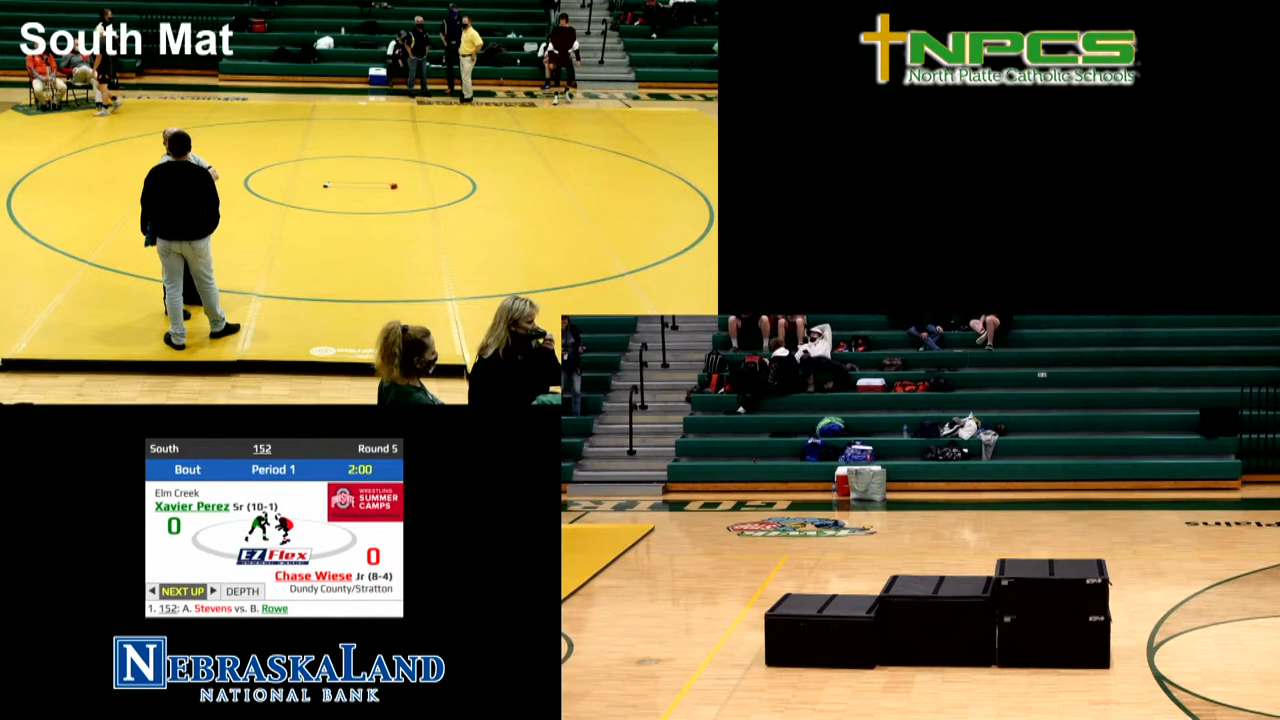 South Mat
NPCS
North Platte Catholic Schools
South 152 Round 5
Bout Period 1 2:00
Elm Creek
Xavier Perez Sr (10-1)
0
WRESTLING
SUMMER
CAMPS
EZFlex
0
Chase Wiese Jr (8-4)
Dundy County/Stratton
NEXT UP DEPTH
1. 152: A. Stevens vs. B. Rowe
NEBRASKALAND
NATIONAL BANK
Plains